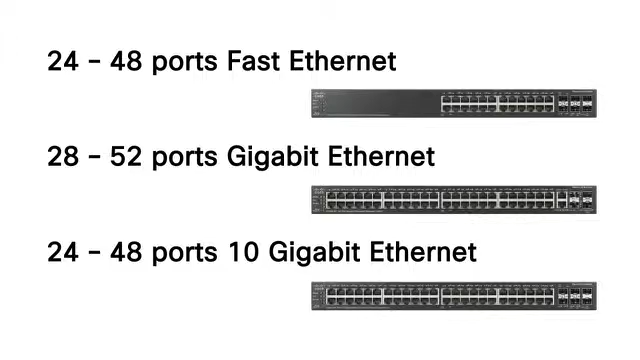 24 – 48 ports Fast Ethernet
28 – 52 ports Gigabit Ethernet
24 – 48 ports 10 Gigabit Ethernet